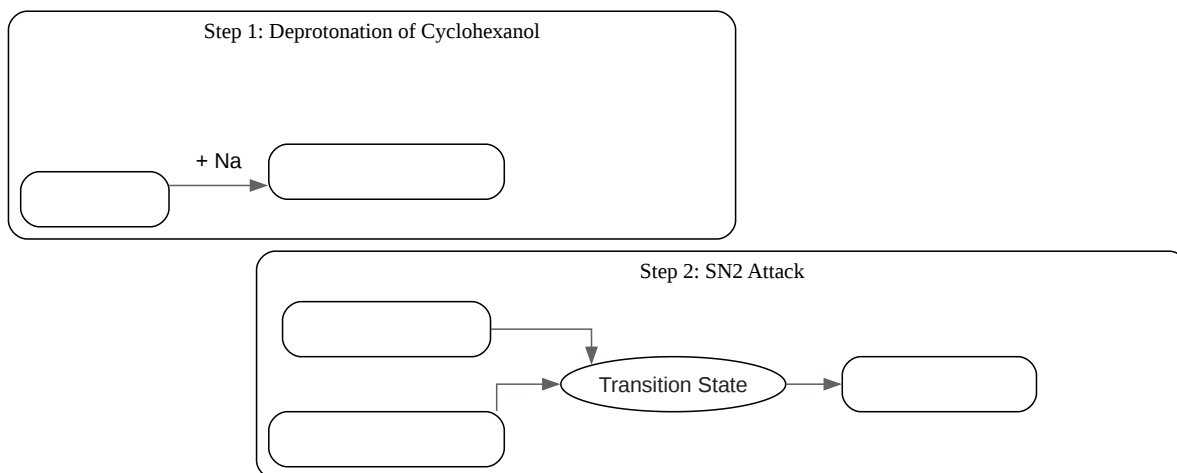 Step 1: Deprotonation of Cyclohexanol
+ Na
Step 2: SN2 Attack
Transition State